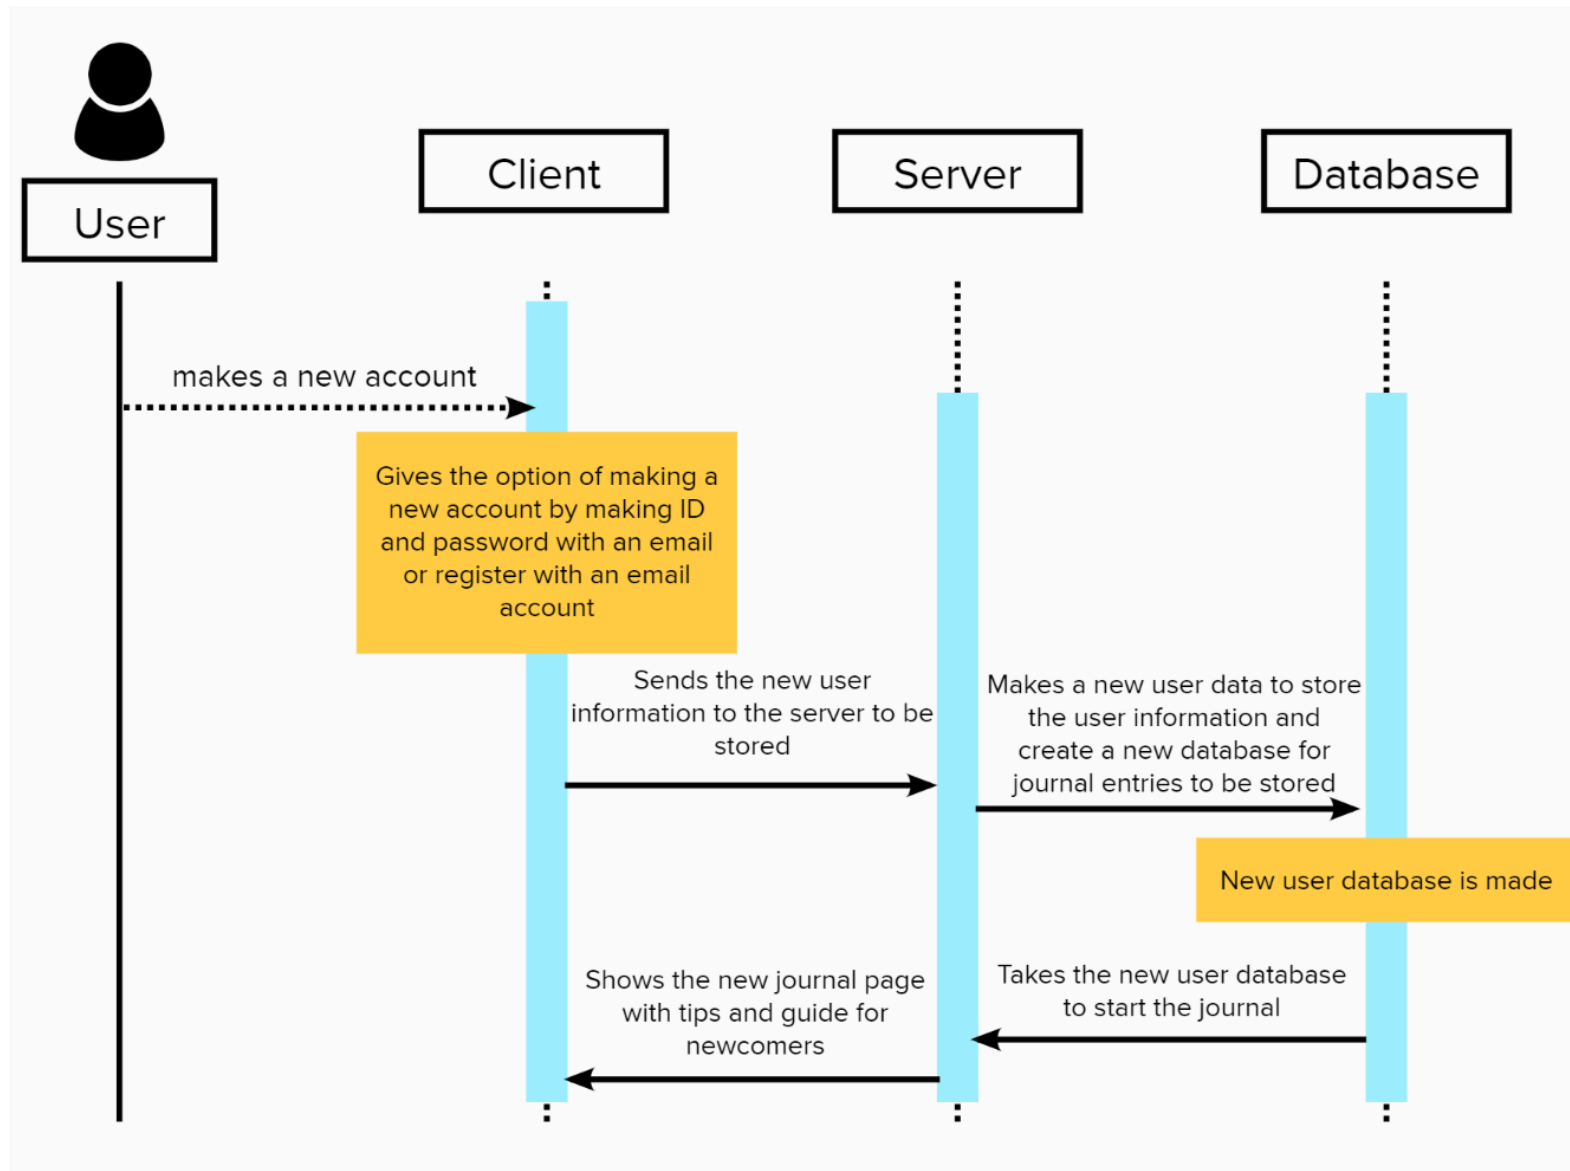 User
Client
Server
Database
makes a new account
Gives the option of making a
new account by making ID
and password with an email
or register with an email
account
Sends the new user
information to the server to be
stored
Makes a new user data to store
the user information and
create a new database for
journal entries to be stored
New user database is made
Takes the new user database
to start the journal
Shows the new journal page
with tips and guide for
newcomers